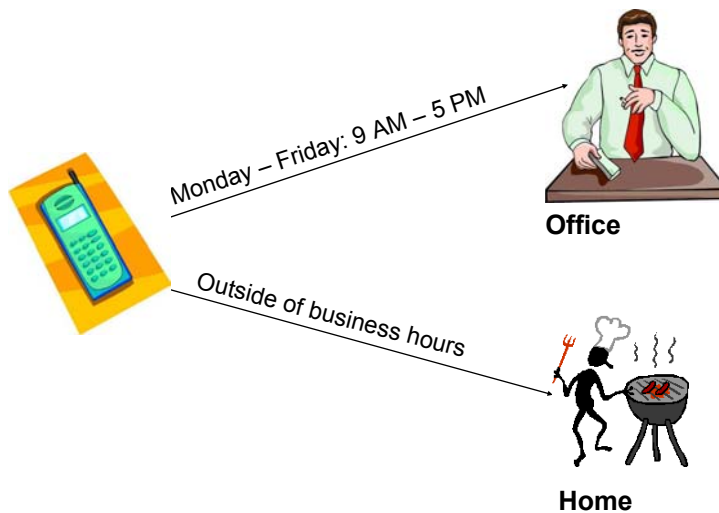 Monday – Friday: 9 AM – 5 PM
Office
Outside of business hours
Home